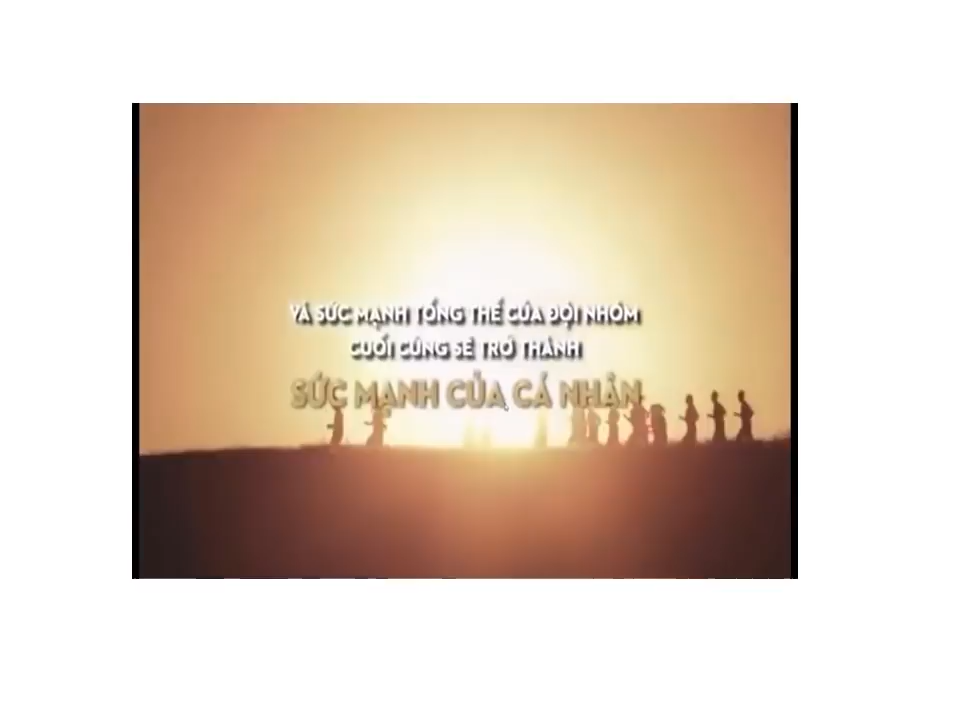 VÀ SỨC MẠNH TỔNG THỂ CỦA ĐỘI NHÓM
CUỐI CÙNG SẼ TRỞ THÀNH
SỨC MẠNH CỦA CÁ NHÂN